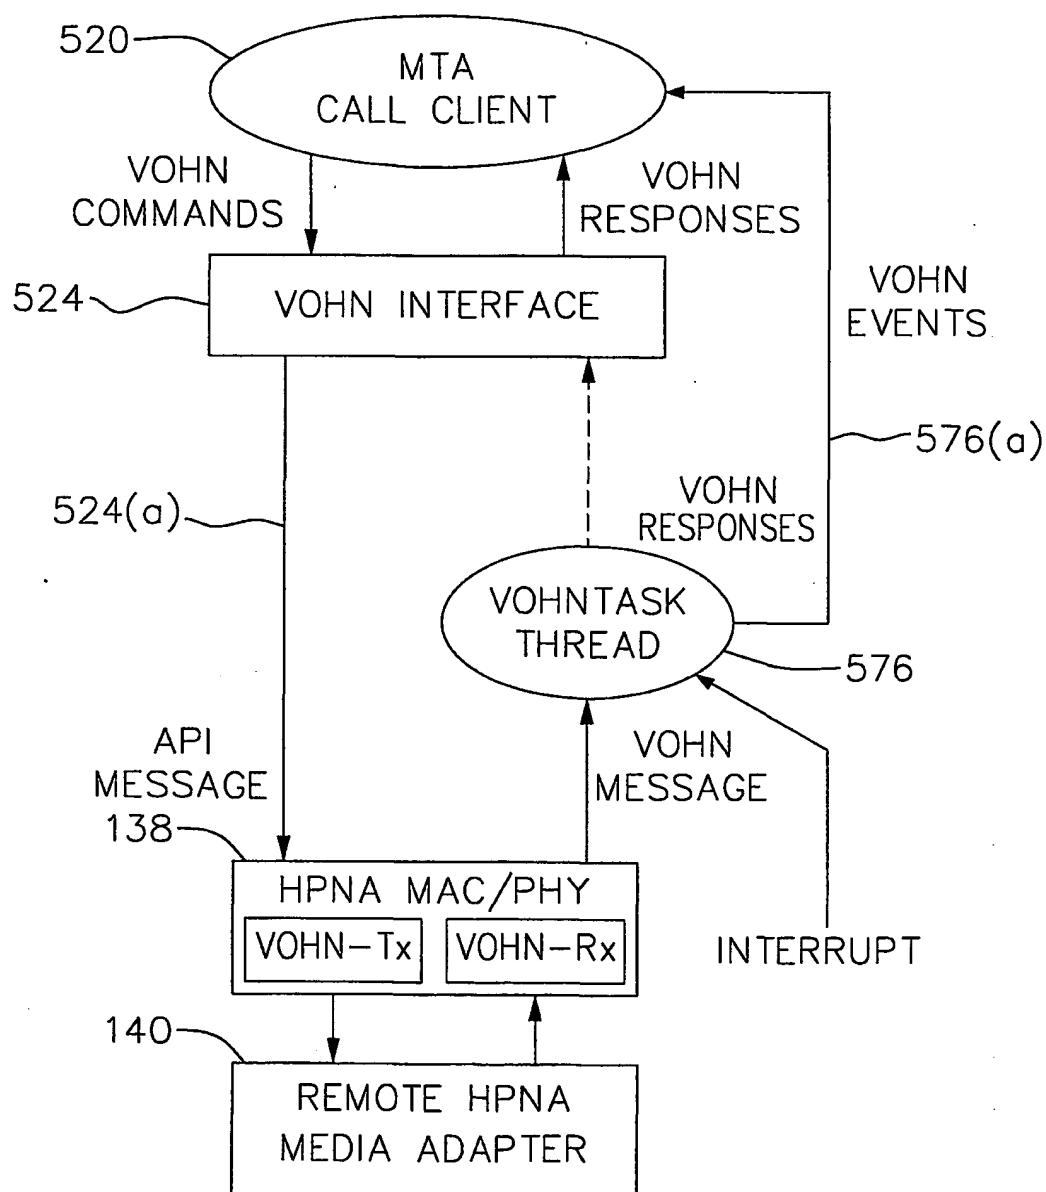 520
MTA
CALL CLIENT
VOHN
COMMANDS
VOHN
RESPONSES
524
VOHN INTERFACE
VOHN
EVENTS
576(a)
524(a)
VOHN
RESPONSES
VOHNTASK
THREAD
576
API
MESSAGE
VOHN
MESSAGE
138
HPNA MAC/PHY
VOHN-Tx
VOHN-Rx
INTERRUPT
140
REMOTE HPNA
MEDIA ADAPTER